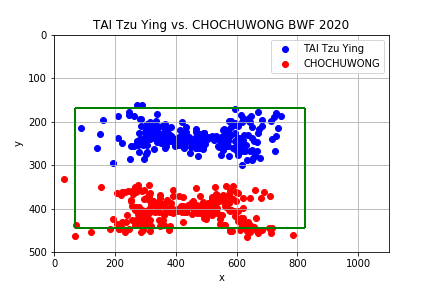 TAI Tzu Ying vs. CHOCHUWONG BWF 2020
0
100
200
300
400
500
y
0 200 400 600 800 1000
x
TAI Tzu Ying
CHOCHUWONG